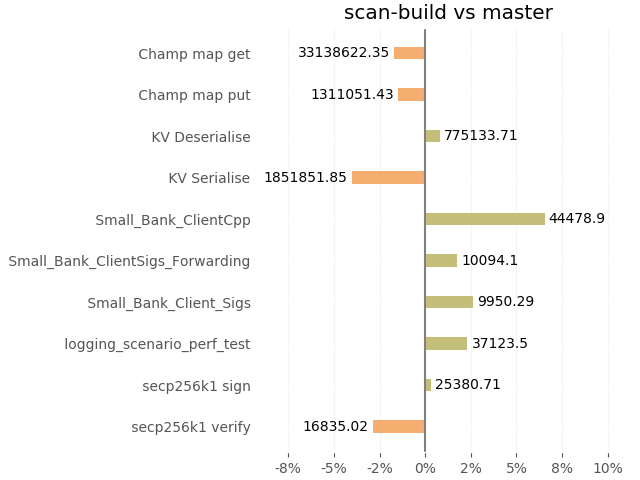 scan-build vs master
Champ map get 33138622.35
Champ map put 1311051.43
KV Deserialise 775133.71
KV Serialise 1851851.85
Small_Bank_ClientCpp 44478.9
Small_Bank_ClientSigs_Forwarding 10094.1
Small_Bank_Client_Sigs 9950.29
logging_scenario_perf_test 37123.5
secp256k1 sign 25380.71
secp256k1 verify 16835.02
-8% -5% -2% 0% 2% 5% 8% 10%